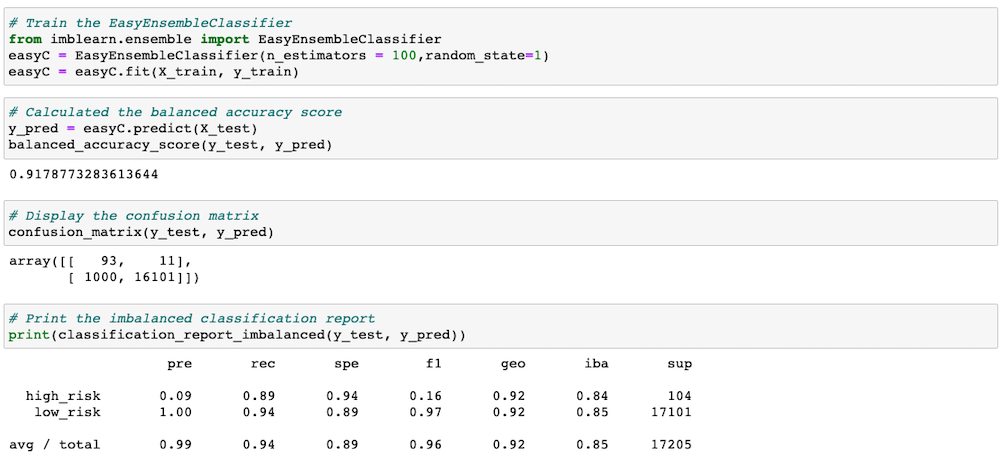 # Train the EasyEnsembleClassifier
from imblearn.ensemble import EasyEnsembleClassifier
easyC = EasyEnsembleClassifier(n_estimators = 100,random_state=1)
easyC = easyC.fit(X_train, y_train)
# Calculated the balanced accuracy score
y_pred = easyC.predict(X_test)
balanced_accuracy_score(y_test, y_pred)
0.9178773283613644
# Display the confusion matrix
confusion_matrix(y_test, y_pred)
array([[   93,    11],
       [ 1000, 16101]])
# Print the imbalanced classification report
print(classification_report_imbalanced(y_test, y_pred))
                   pre       rec       spe        f1       geo       iba       sup
  high_risk       0.09      0.89      0.94      0.16      0.92      0.84       104
   low_risk       1.00      0.94      0.89      0.97      0.92      0.85     17101
avg / total       0.99      0.94      0.89      0.96      0.92      0.85     17205